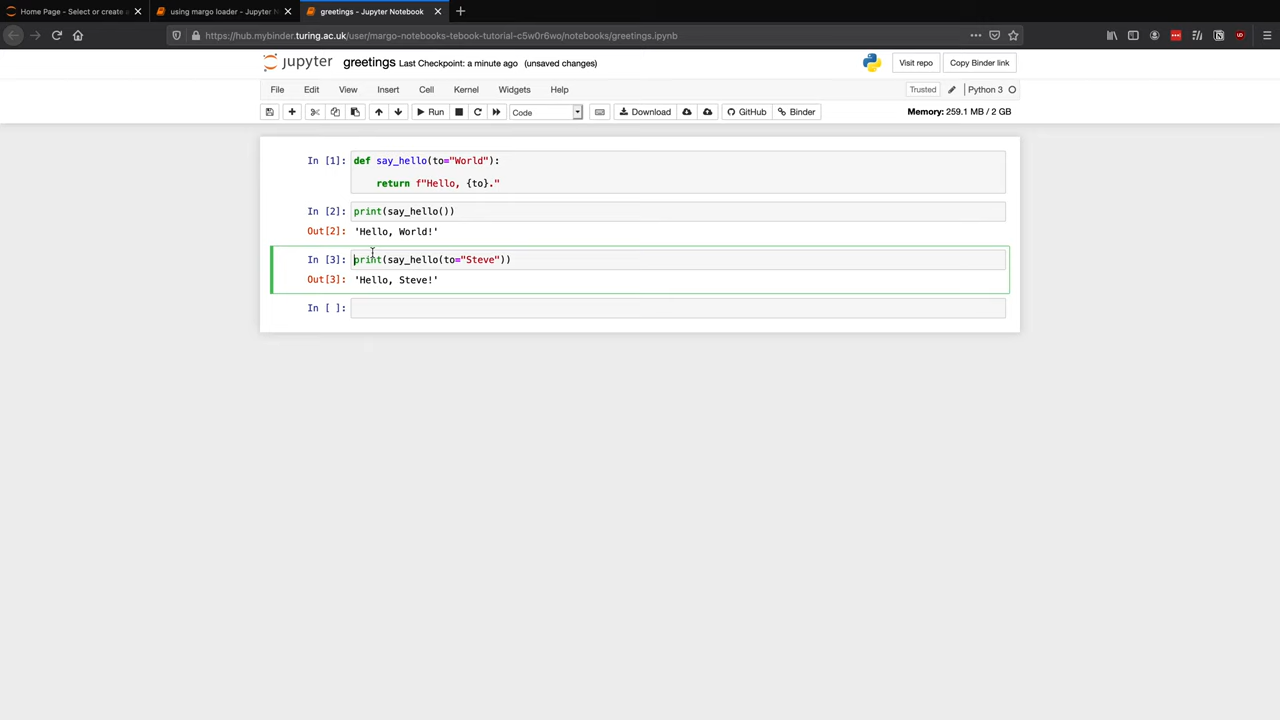 Home Page - Select or create a
using margo loader - Jupyter N
greetings - Jupyter Notebook
https://hub.mybinder.turing.ac.uk/user/margo-notebooks-tebook-tutorial-c5w0r6wo/notebooks/greetings.ipynb
jupyter greetings Last Checkpoint: a minute ago (unsaved changes)
Visit repo Copy Binder link
File Edit View Insert Cell Kernel Widgets Help
Trusted Python 3
Run Code Download GitHub Binder
Memory: 259.1 MB / 2 GB
In [1]: def say_hello(to="World"):
return f"Hello, {to}."
In [2]: print(say_hello())
Out[2]: 'Hello, World!'
In [3]: print(say_hello(to="Steve"))
Out[3]: 'Hello, Steve!'
In [ ]: